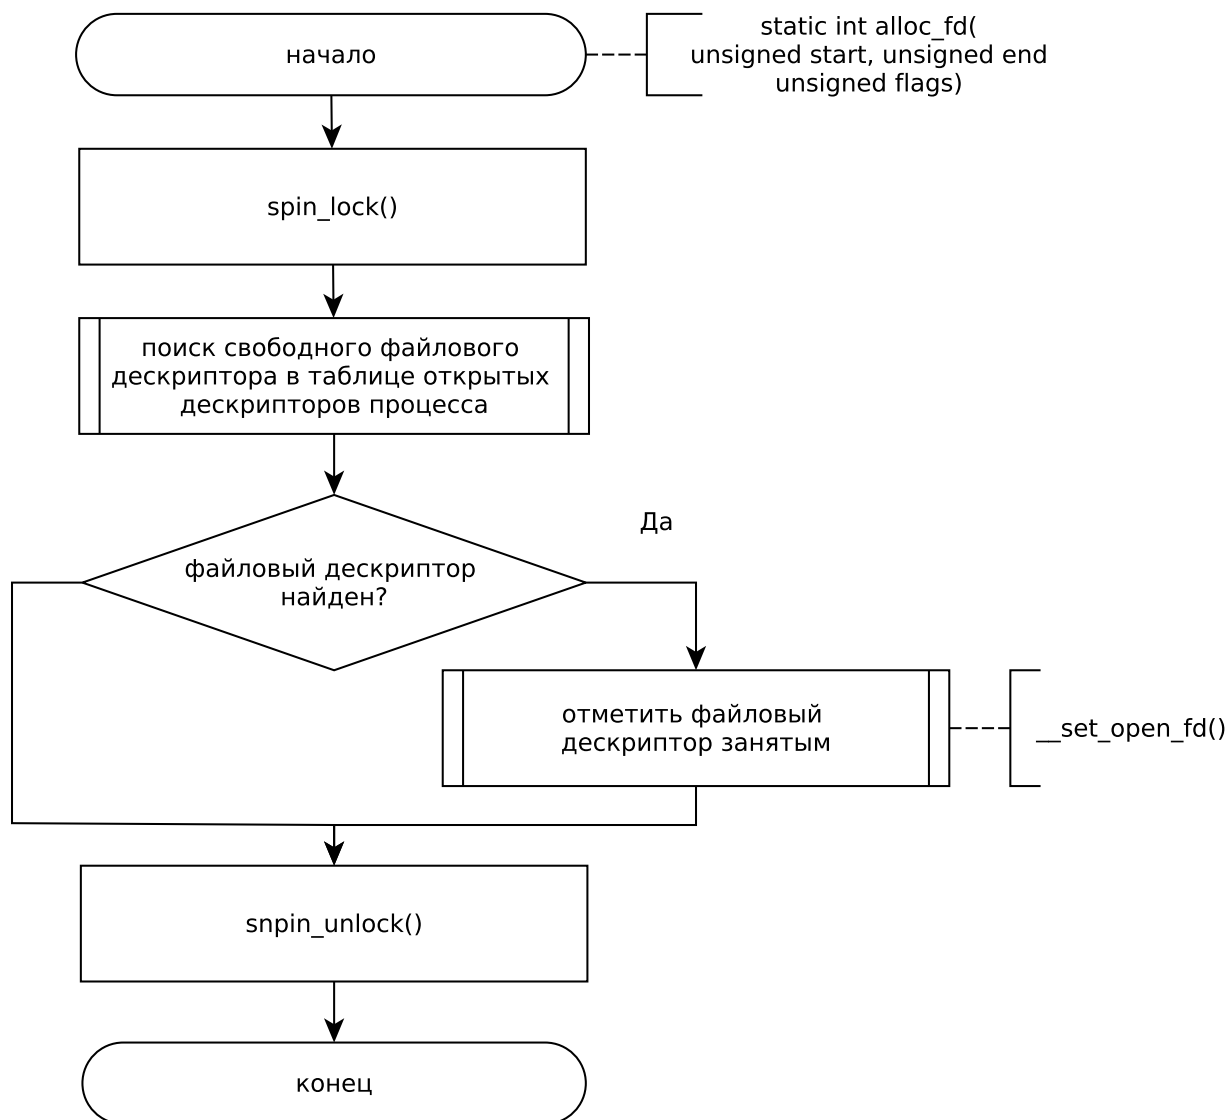 начало
static int alloc_fd(
unsigned start, unsigned end
unsigned flags)
spin_lock()
поиск свободного файлового
дескриптора в таблице открытых
дескрипторов процесса
Да
файловый дескриптор
найден?
отметить файловый
дескриптор занятым
__set_open_fd()
snpin_unlock()
конец